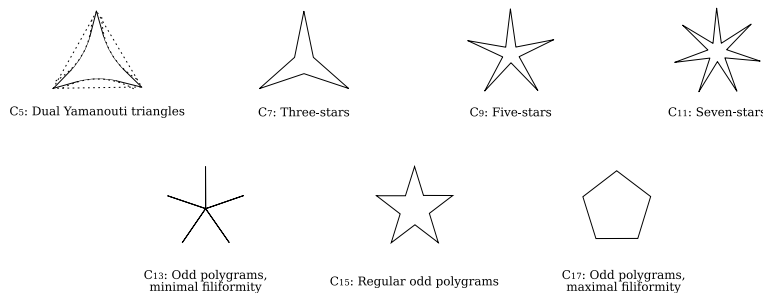 C5: Dual Yamanouti triangles
C7: Three-stars
C9: Five-stars
C11: Seven-stars
C13: Odd polygrams,
minimal filiformity
C15: Regular odd polygrams
C17: Odd polygrams,
maximal filiformity